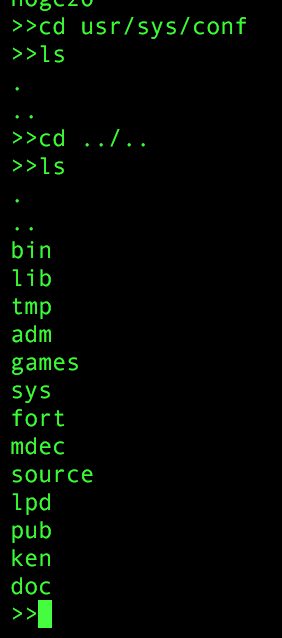 >>cd usr/sys/conf
>>ls
.
..
>>cd ../..
>>ls
.
..
bin
lib
tmp
adm
games
sys
fort
mdec
source
lpd
pub
ken
doc
>>